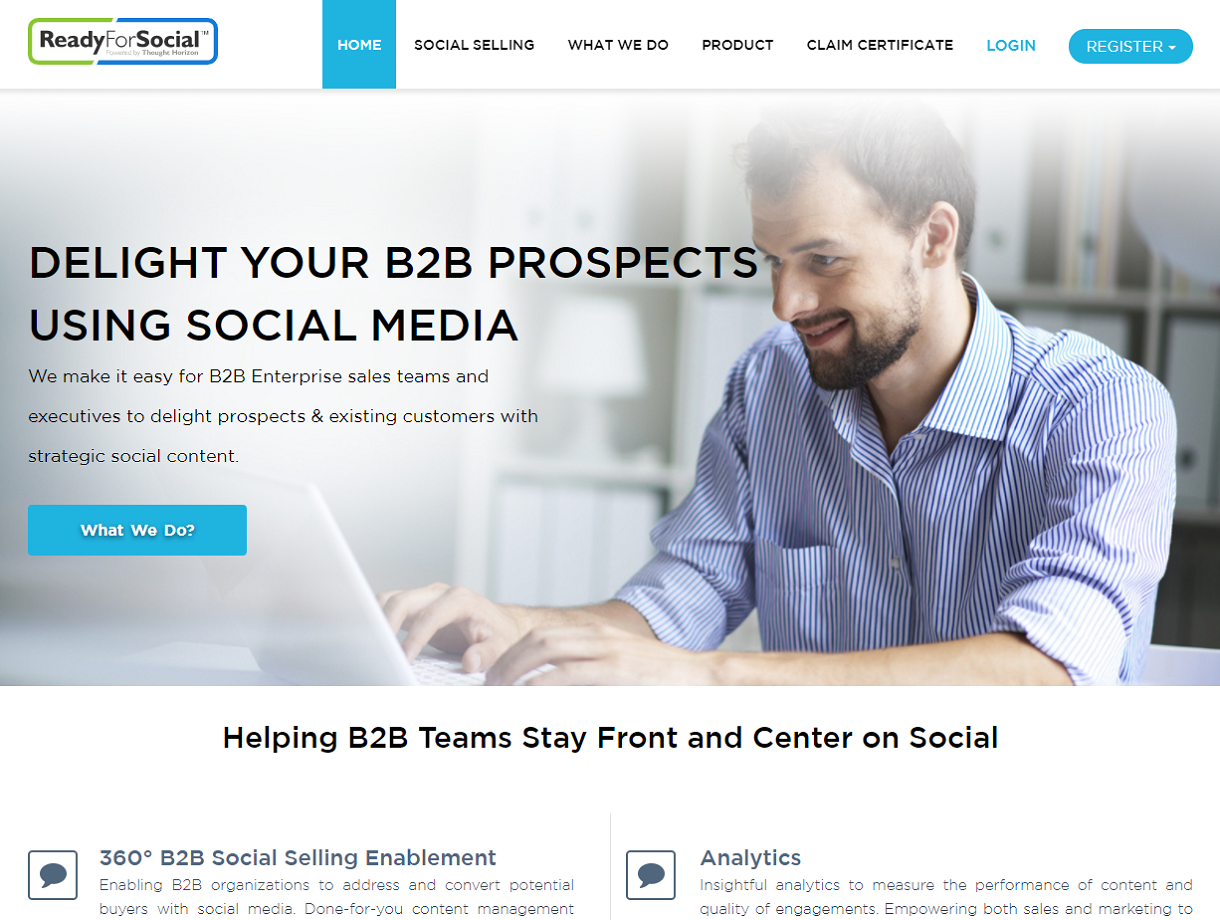 ReadyForSocial™
Powered by Thought Horizon
HOME
SOCIAL SELLING
WHAT WE DO
PRODUCT
CLAIM CERTIFICATE
LOGIN
REGISTER
DELIGHT YOUR B2B PROSPECTS
USING SOCIAL MEDIA
We make it easy for B2B Enterprise sales teams and
executives to delight prospects & existing customers with
strategic social content.
What We Do?
Helping B2B Teams Stay Front and Center on Social
360° B2B Social Selling Enablement
Enabling B2B organizations to address and convert potential
buyers with social media. Done-for-you content management
Analytics
Insightful analytics to measure the performance of content and
quality of engagements. Empowering both sales and marketing to